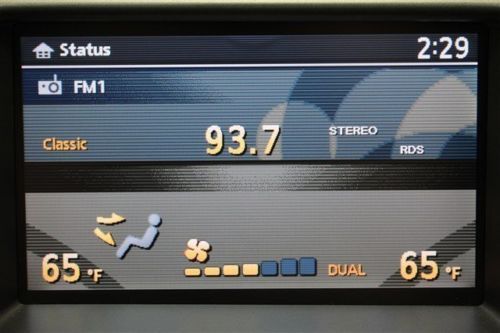 Status 2:29
FM1
Classic 93.7 STEREO RDS
65 °F DUAL 65 °F